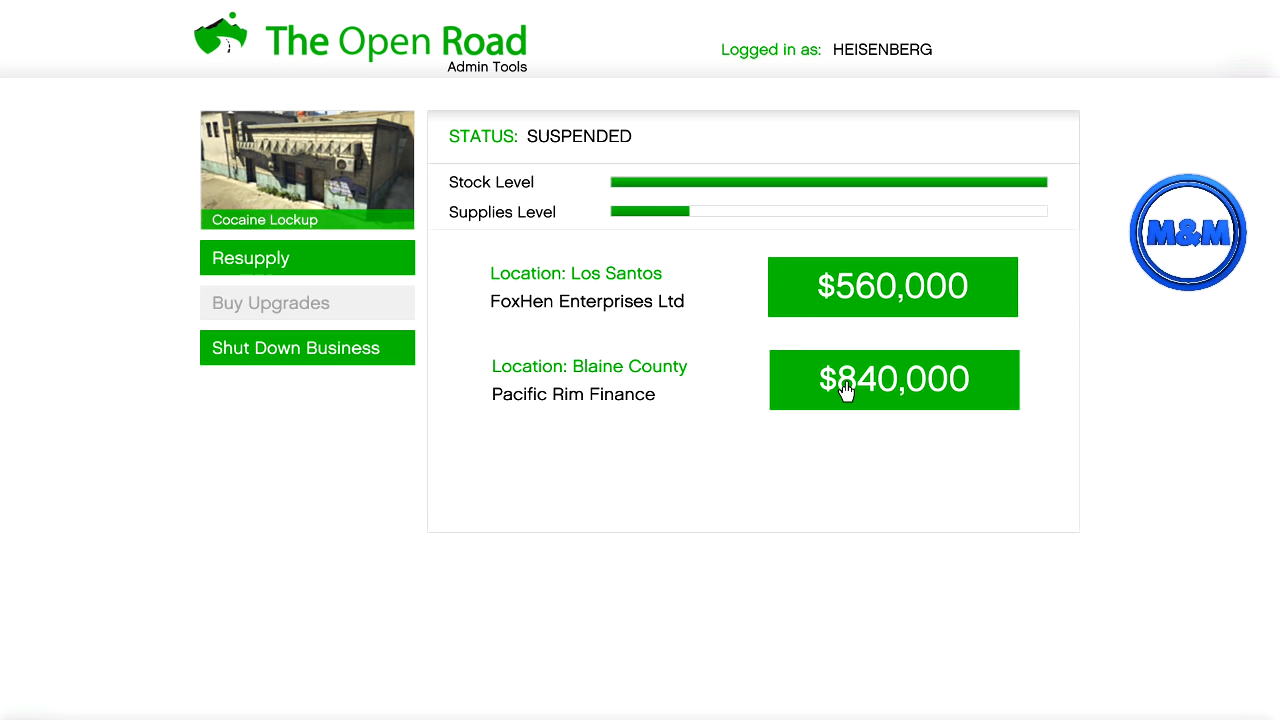 The Open Road
Admin Tools
Logged in as: HEISENBERG
Cocaine Lockup
Resupply
Buy Upgrades
Shut Down Business
STATUS: SUSPENDED
Stock Level
Supplies Level
Location: Los Santos
FoxHen Enterprises Ltd
$560,000
Location: Blaine County
Pacific Rim Finance
$840,000
M&M